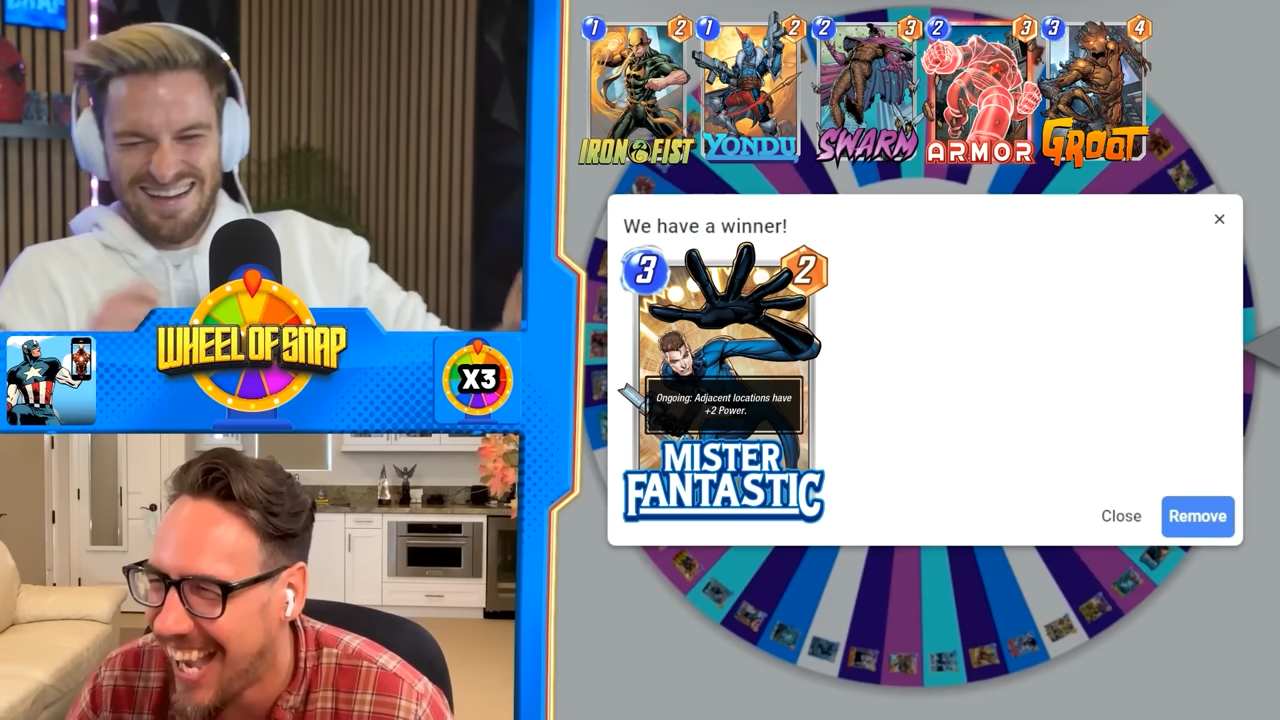 1 2 1 2 2 3 2 3 3 4
IRON FIST YONDU SWARM ARMOR GROOT
We have a winner!
×
3 2
Ongoing: Adjacent locations have
+2 Power.
MISTER
FANTASTIC
Close Remove
WHEEL OF SNAP
X3